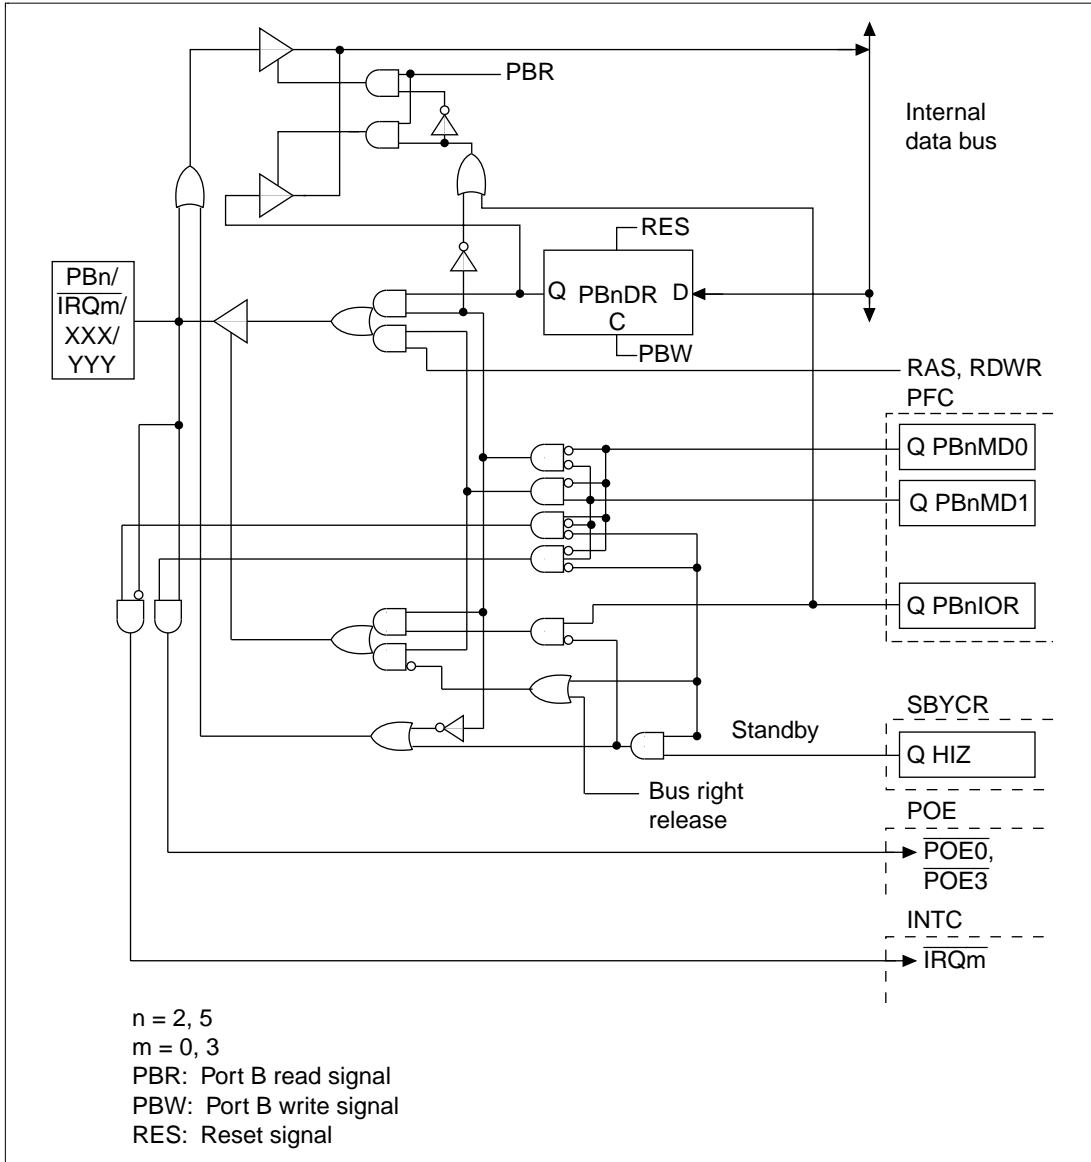 PBR
Internal
data bus
RES
PBn/
IRQm/
XXX/
YYY
Q PBnDR D
C
PBW
RAS, RDWR
PFC
Q PBnMD0
Q PBnMD1
Q PBnIOR
SBYCR
Standby
Q HIZ
Bus right
release
POE
POE0,
POE3
INTC
IRQm
n = 2, 5
m = 0, 3
PBR: Port B read signal
PBW: Port B write signal
RES: Reset signal